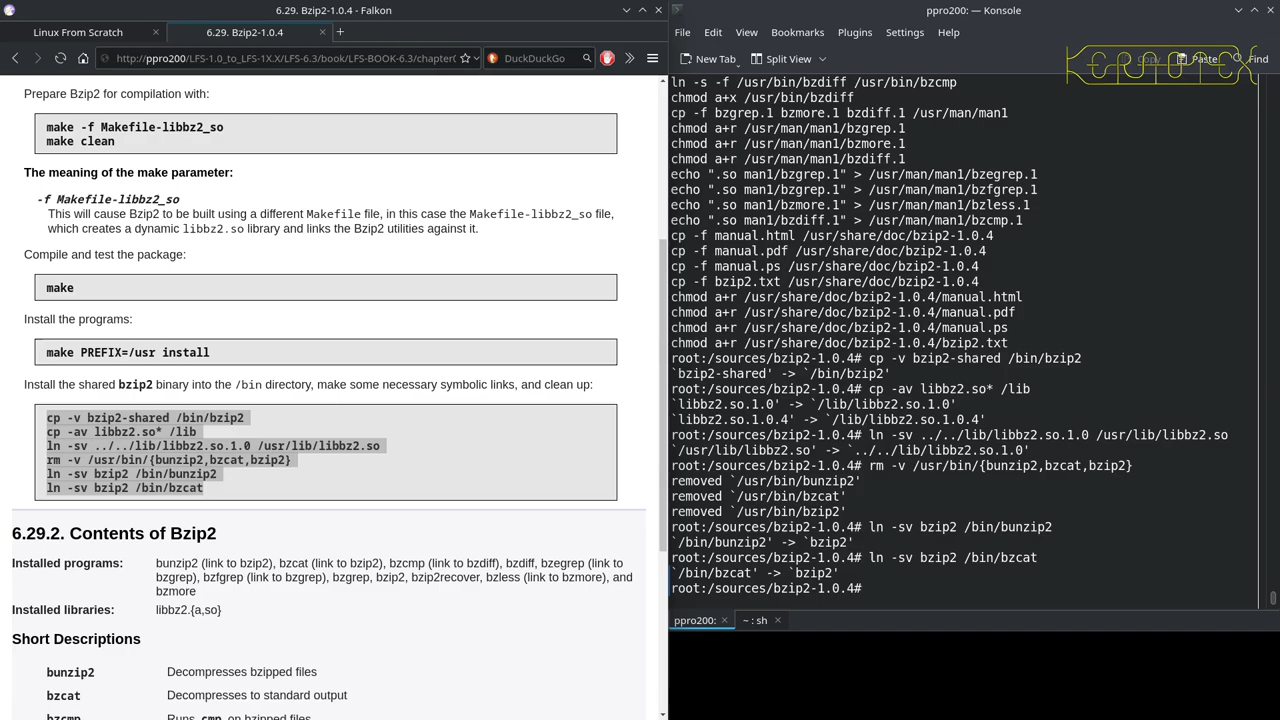 6.29. Bzip2-1.0.4 - Falkon
Linux From Scratch
6.29. Bzip2-1.0.4
http://ppro200/LFS-1.0_to_LFS-1X.X/LFS-6.3/book/LFS-BOOK-6.3/chapter0
DuckDuckGo
Prepare Bzip2 for compilation with:
make -f Makefile-libbz2_so
make clean
The meaning of the make parameter:
-f Makefile-libbz2_so
This will cause Bzip2 to be built using a different Makefile file, in this case the Makefile-libbz2_so file,
which creates a dynamic libbz2.so library and links the Bzip2 utilities against it.
Compile and test the package:
make
Install the programs:
make PREFIX=/usr install
Install the shared bzip2 binary into the /bin directory, make some necessary symbolic links, and clean up:
cp -v bzip2-shared /bin/bzip2
cp -av libbz2.so* /lib
ln -sv ../../lib/libbz2.so.1.0 /usr/lib/libbz2.so
rm -v /usr/bin/{bunzip2,bzcat,bzip2}
ln -sv bzip2 /bin/bunzip2
ln -sv bzip2 /bin/bzcat
6.29.2. Contents of Bzip2
Installed programs: bunzip2 (link to bzip2), bzcat (link to bzip2), bzcmp (link to bzdiff), bzdiff, bzegrep (link to
bzgrep), bzfgrep (link to bzgrep), bzgrep, bzip2, bzip2recover, bzless (link to bzmore), and
bzmore
Installed libraries: libbz2.{a,so}
Short Descriptions
bunzip2 Decompresses bzipped files
bzcat Decompresses to standard output
bzcmp Runs cmp on bzipped files
ppro200: — Konsole
File Edit View Bookmarks Plugins Settings Help
New Tab Split View Copy Paste Find
ln -s -f /usr/bin/bzdiff /usr/bin/bzcmp
chmod a+x /usr/bin/bzdiff
cp -f bzgrep.1 bzmore.1 bzdiff.1 /usr/man/man1
chmod a+r /usr/man/man1/bzgrep.1
chmod a+r /usr/man/man1/bzmore.1
chmod a+r /usr/man/man1/bzdiff.1
echo ".so man1/bzgrep.1" > /usr/man/man1/bzegrep.1
echo ".so man1/bzgrep.1" > /usr/man/man1/bzfgrep.1
echo ".so man1/bzmore.1" > /usr/man/man1/bzless.1
echo ".so man1/bzdiff.1" > /usr/man/man1/bzcmp.1
cp -f manual.html /usr/share/doc/bzip2-1.0.4
cp -f manual.pdf /usr/share/doc/bzip2-1.0.4
cp -f manual.ps /usr/share/doc/bzip2-1.0.4
cp -f bzip2.txt /usr/share/doc/bzip2-1.0.4
chmod a+r /usr/share/doc/bzip2-1.0.4/manual.html
chmod a+r /usr/share/doc/bzip2-1.0.4/manual.pdf
chmod a+r /usr/share/doc/bzip2-1.0.4/manual.ps
chmod a+r /usr/share/doc/bzip2-1.0.4/bzip2.txt
root:/sources/bzip2-1.0.4# cp -v bzip2-shared /bin/bzip2
`bzip2-shared' -> `/bin/bzip2'
root:/sources/bzip2-1.0.4# cp -av libbz2.so* /lib
`libbz2.so.1.0' -> `/lib/libbz2.so.1.0'
`libbz2.so.1.0.4' -> `/lib/libbz2.so.1.0.4'
root:/sources/bzip2-1.0.4# ln -sv ../../lib/libbz2.so.1.0 /usr/lib/libbz2.so
`/usr/lib/libbz2.so' -> `../../lib/libbz2.so.1.0'
root:/sources/bzip2-1.0.4# rm -v /usr/bin/{bunzip2,bzcat,bzip2}
removed `/usr/bin/bunzip2'
removed `/usr/bin/bzcat'
removed `/usr/bin/bzip2'
root:/sources/bzip2-1.0.4# ln -sv bzip2 /bin/bunzip2
`/bin/bunzip2' -> `bzip2'
root:/sources/bzip2-1.0.4# ln -sv bzip2 /bin/bzcat
`/bin/bzcat' -> `bzip2'
root:/sources/bzip2-1.0.4#
ppro200:
~ : sh